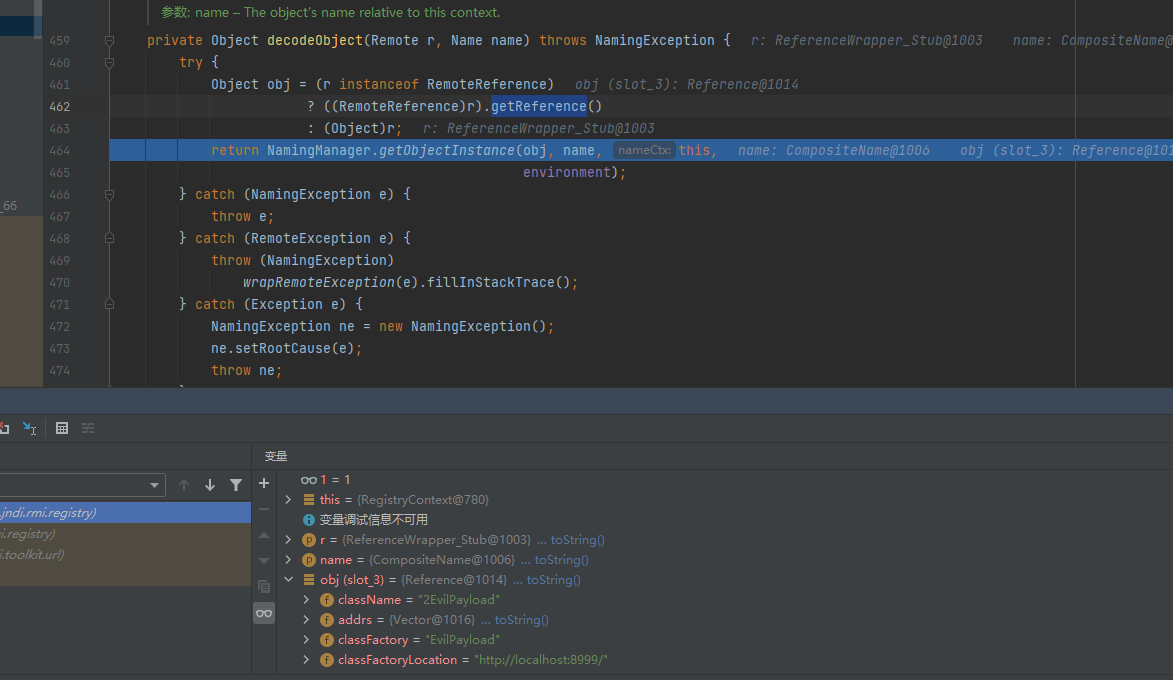 参数: name – The object's name relative to this context.
459 private Object decodeObject(Remote r, Name name) throws NamingException { r: ReferenceWrapper_Stub@1003 name: CompositeName@
460 try {
461 Object obj = (r instanceof RemoteReference) obj (slot_3): Reference@1014
462 ? ((RemoteReference)r).getReference()
463 : (Object)r; r: ReferenceWrapper_Stub@1003
464 return NamingManager.getObjectInstance(obj, name, nameCtx: this, name: CompositeName@1006 obj (slot_3): Reference@101
465 environment);
_66
466 } catch (NamingException e) {
467 throw e;
468 } catch (RemoteException e) {
469 throw (NamingException)
470 wrapRemoteException(e).fillInStackTrace();
471 } catch (Exception e) {
472 NamingException ne = new NamingException();
473 ne.setRootCause(e);
474 throw ne;
变量
1 = 1
.jndi.rmi.registry)
i.registry)
i.toolkit.url)
this = {RegistryContext@780}
变量调试信息不可用
r = {ReferenceWrapper_Stub@1003} ... toString()
name = {CompositeName@1006} ... toString()
obj (slot_3) = {Reference@1014} ... toString()
className = "2EvilPayload"
addrs = {Vector@1016} ... toString()
classFactory = "EvilPayload"
classFactoryLocation = "http://localhost:8999/"